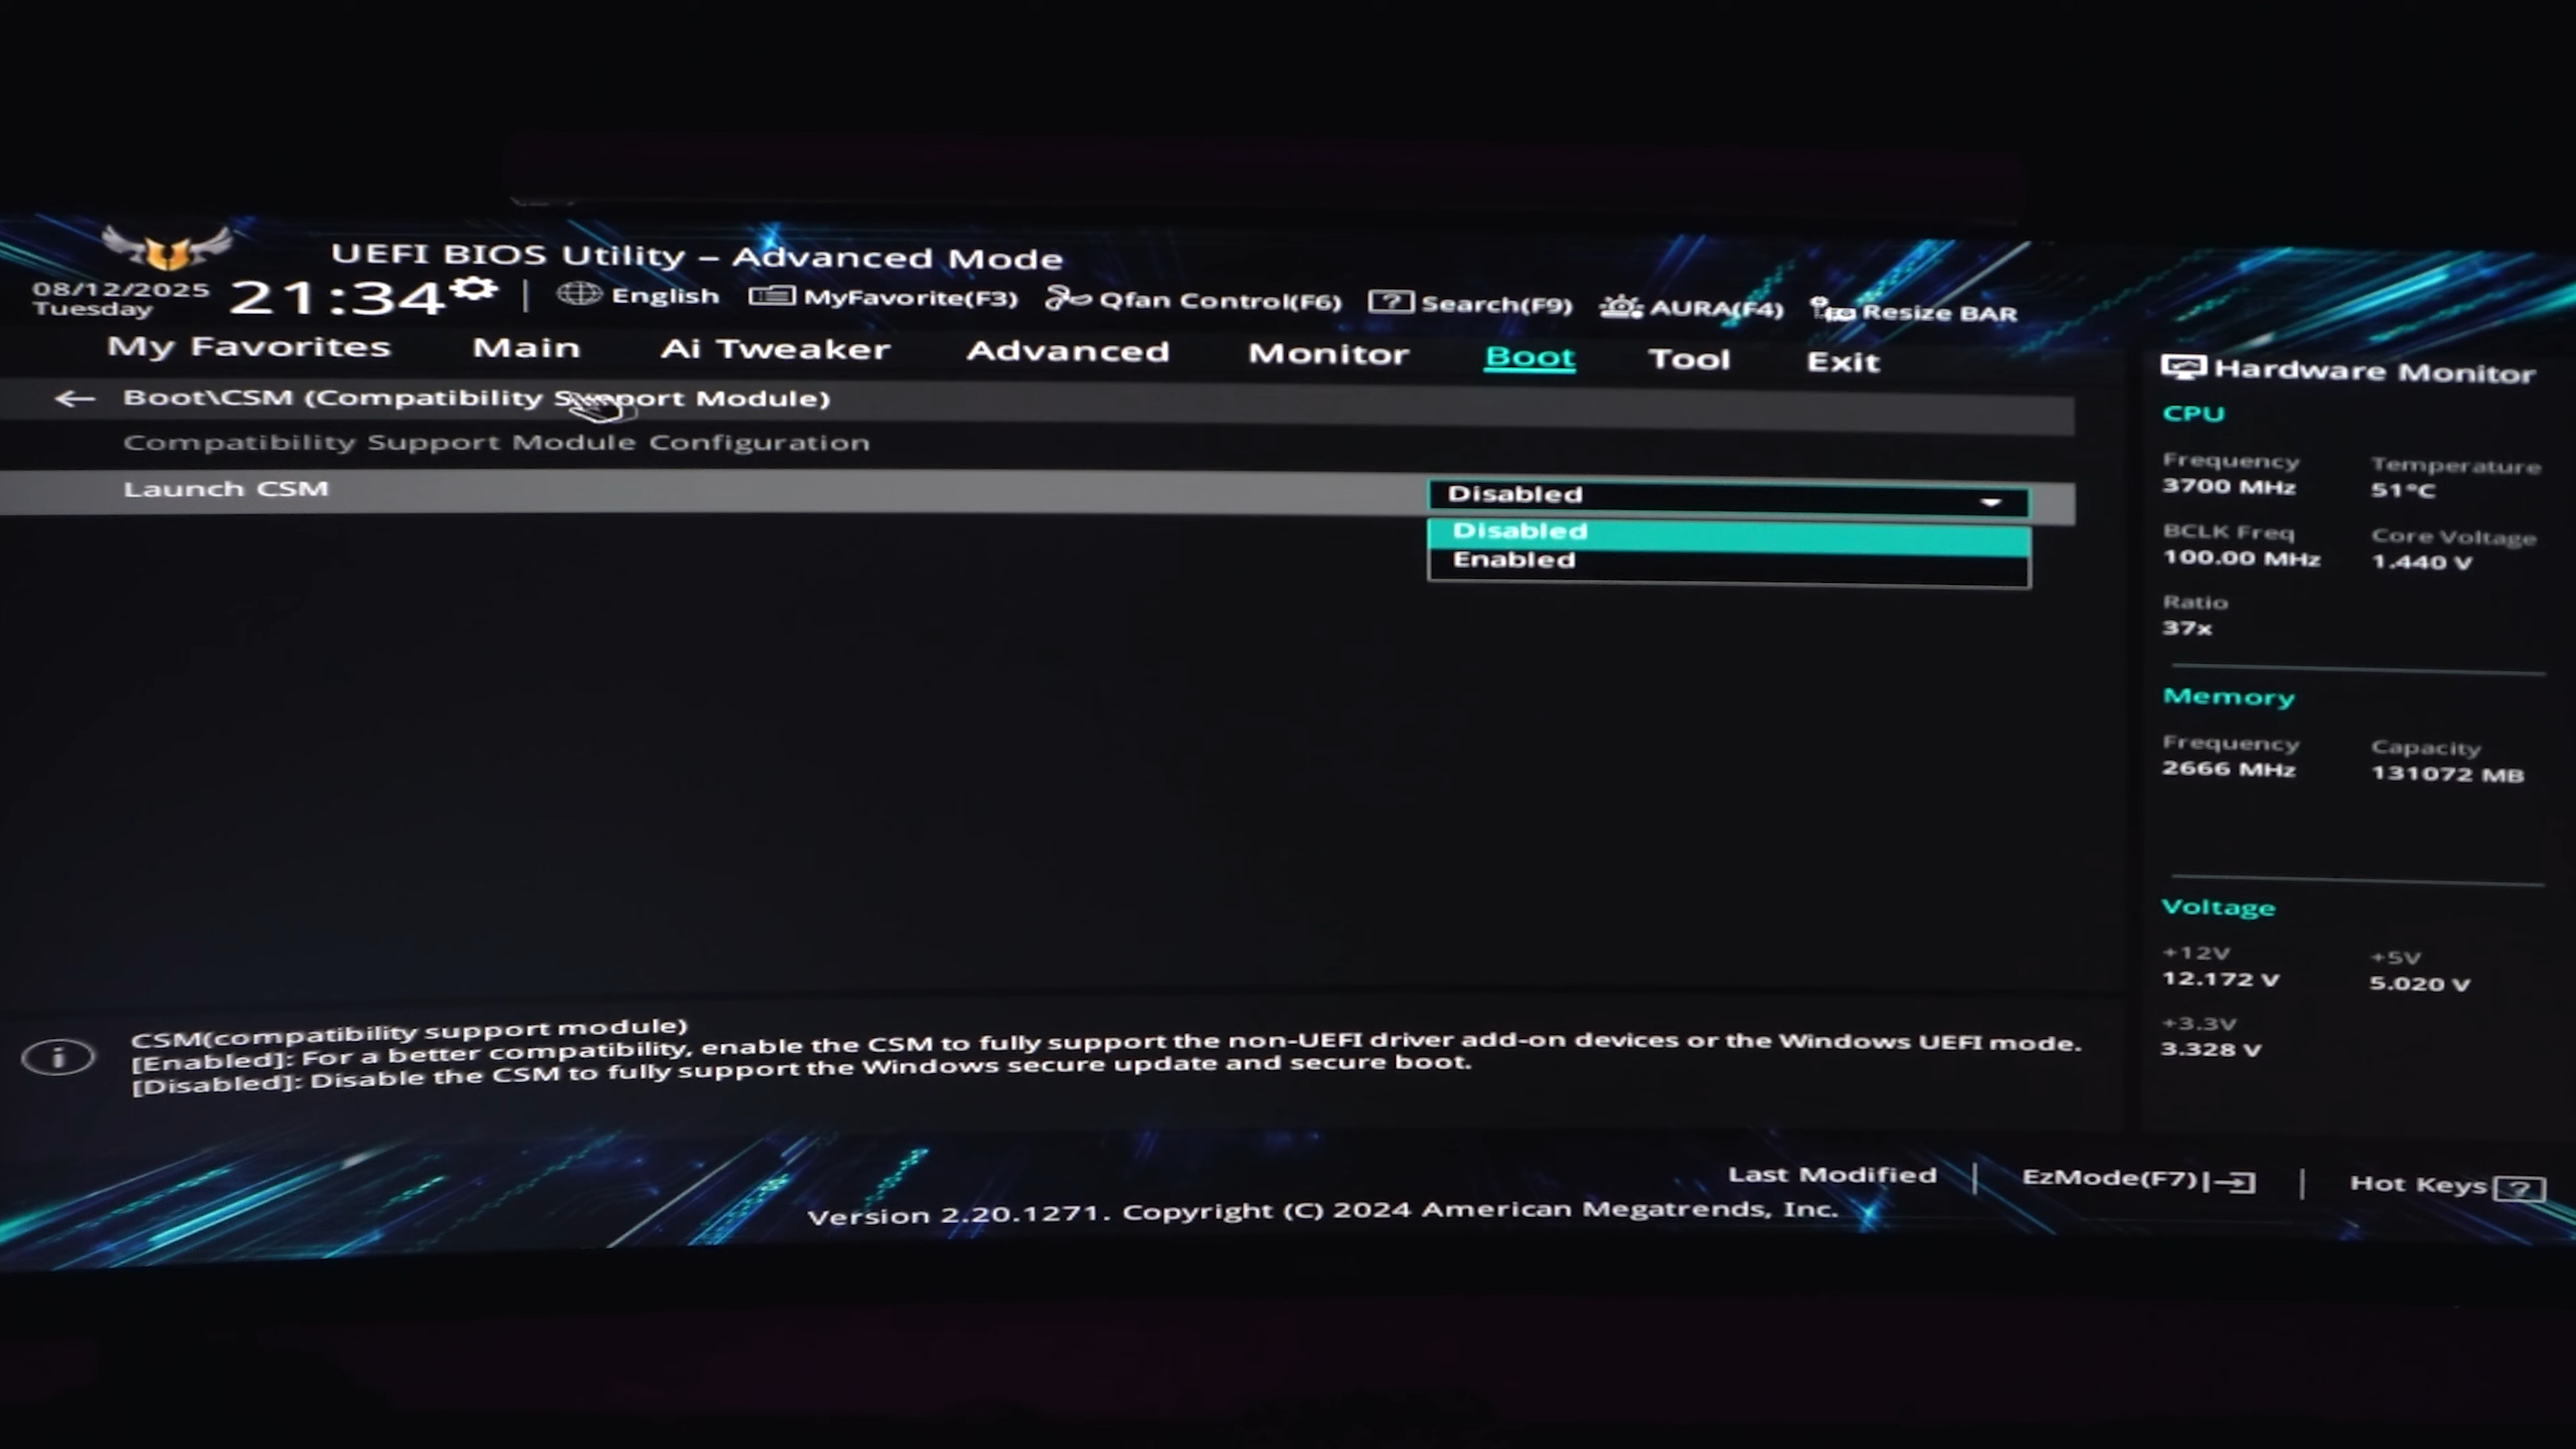 UEFI BIOS Utility – Advanced Mode
08/12/2025
Tuesday
21:34
English
MyFavorite(F3)
Qfan Control(F6)
Search(F9)
AURA(F4)
Resize BAR
My Favorites
Main
Ai Tweaker
Advanced
Monitor
Boot
Tool
Exit
Boot\CSM (Compatibility Support Module)
Compatibility Support Module Configuration
Launch CSM
Disabled
Disabled
Enabled
Hardware Monitor
CPU
Frequency Temperature
3700 MHz 51°C
BCLK Freq Core Voltage
100.00 MHz 1.440 V
Ratio
37x
Memory
Frequency Capacity
2666 MHz 131072 MB
Voltage
+12V +5V
12.172 V 5.020 V
+3.3V
3.328 V
CSM(compatibility support module)
[Enabled]: For a better compatibility, enable the CSM to fully support the non-UEFI driver add-on devices or the Windows UEFI mode.
[Disabled]: Disable the CSM to fully support the Windows secure update and secure boot.
Last Modified
EzMode(F7)
Hot Keys ?
Version 2.20.1271. Copyright (C) 2024 American Megatrends, Inc.